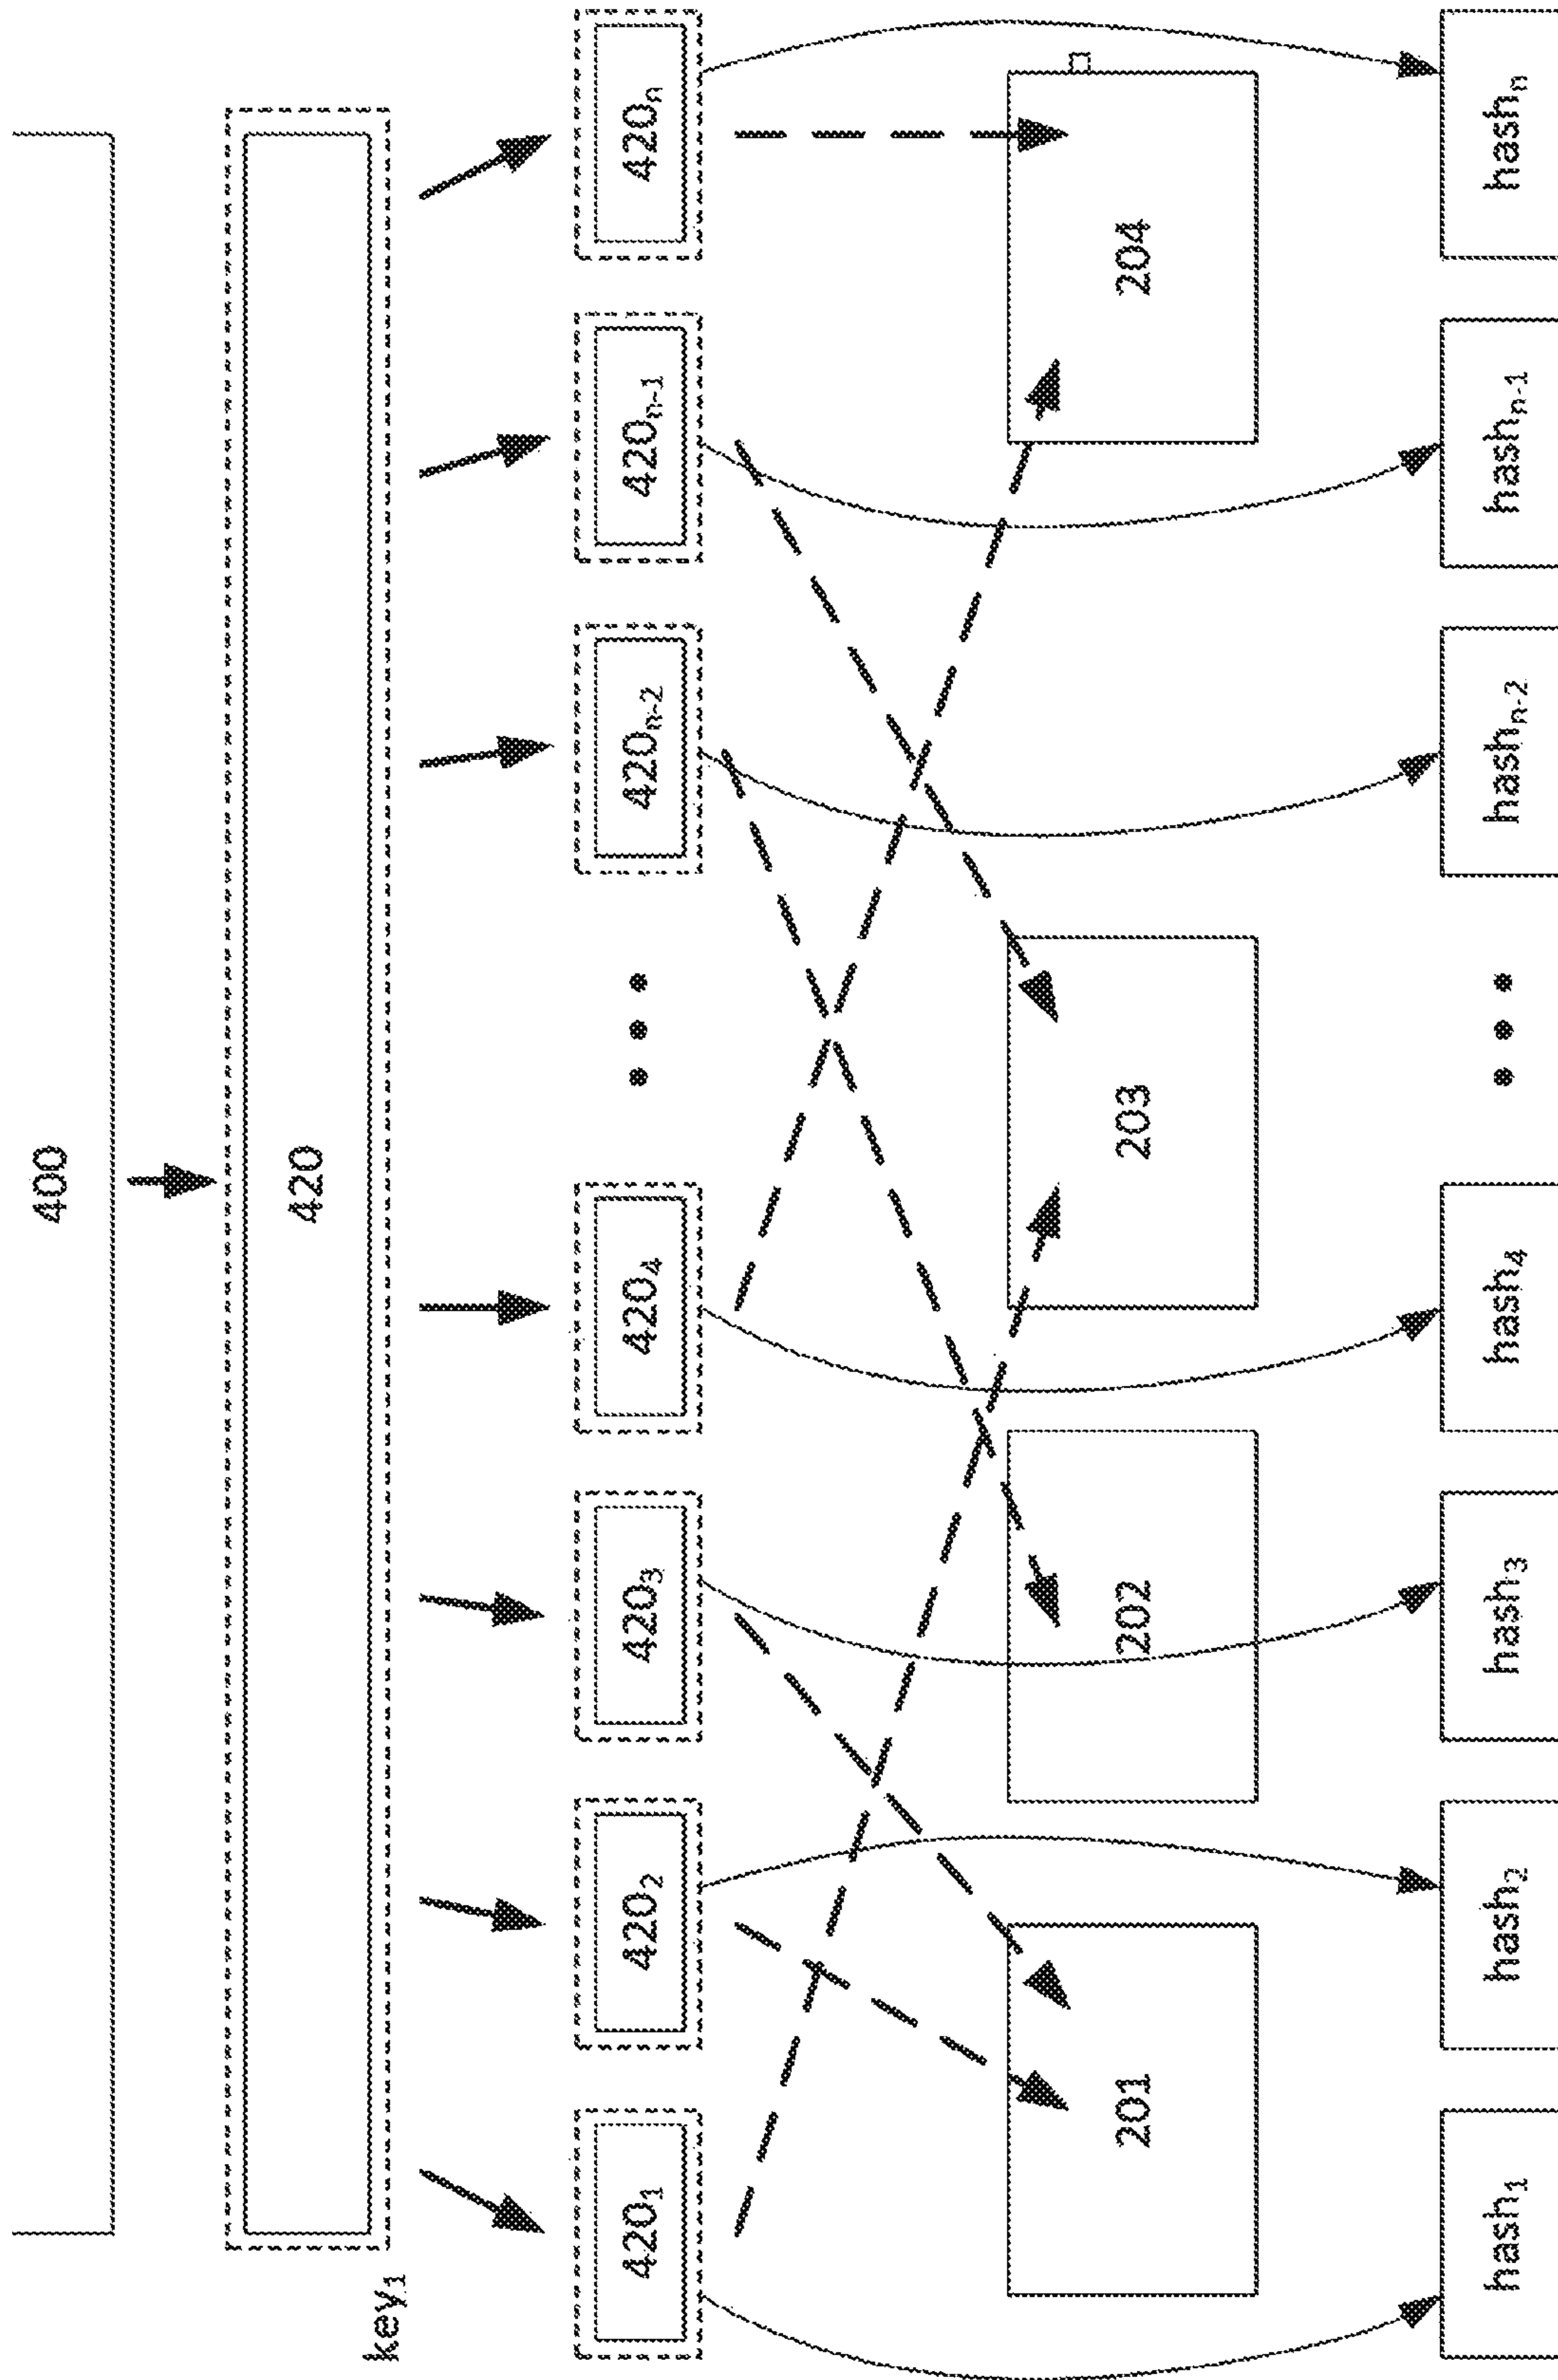 400
420
key₁
420₁ 420₂ 420₃ 420₄ • • • 420ₙ₋₂ 420ₙ₋₁ 420ₙ
201 202 203 204
hash₁ hash₂ hash₃ hash₄ • • • hashₙ₋₂ hashₙ₋₁ hashₙ